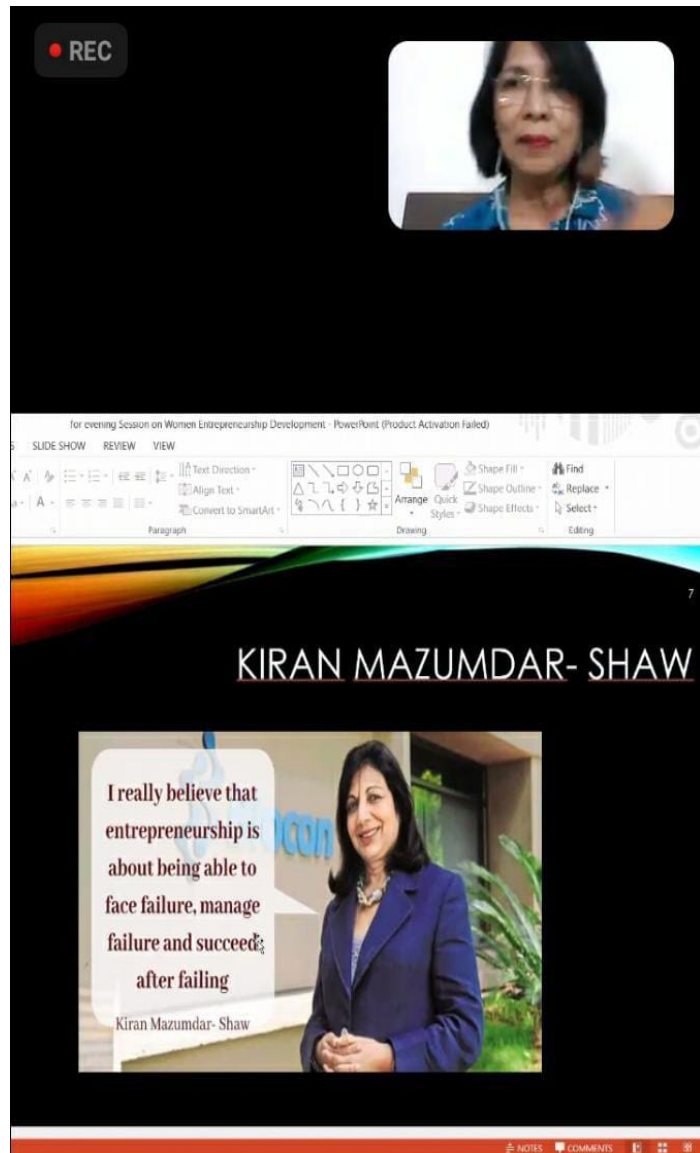 REC
for evening Session on Women Entrepreneurship Development - PowerPoint (Product Activation Failed)
SLIDE SHOW REVIEW VIEW
Text Direction
Align Text
Convert to SmartArt
Arrange
Quick Styles
Shape Fill
Shape Outline
Shape Effects
Find
Replace
Select
Paragraph
Drawing
Editing
7
KIRAN MAZUMDAR- SHAW
I really believe that
entrepreneurship is
about being able to
face failure, manage
failure and succeed
after failing
Kiran Mazumdar- Shaw
NOTES COMMENTS